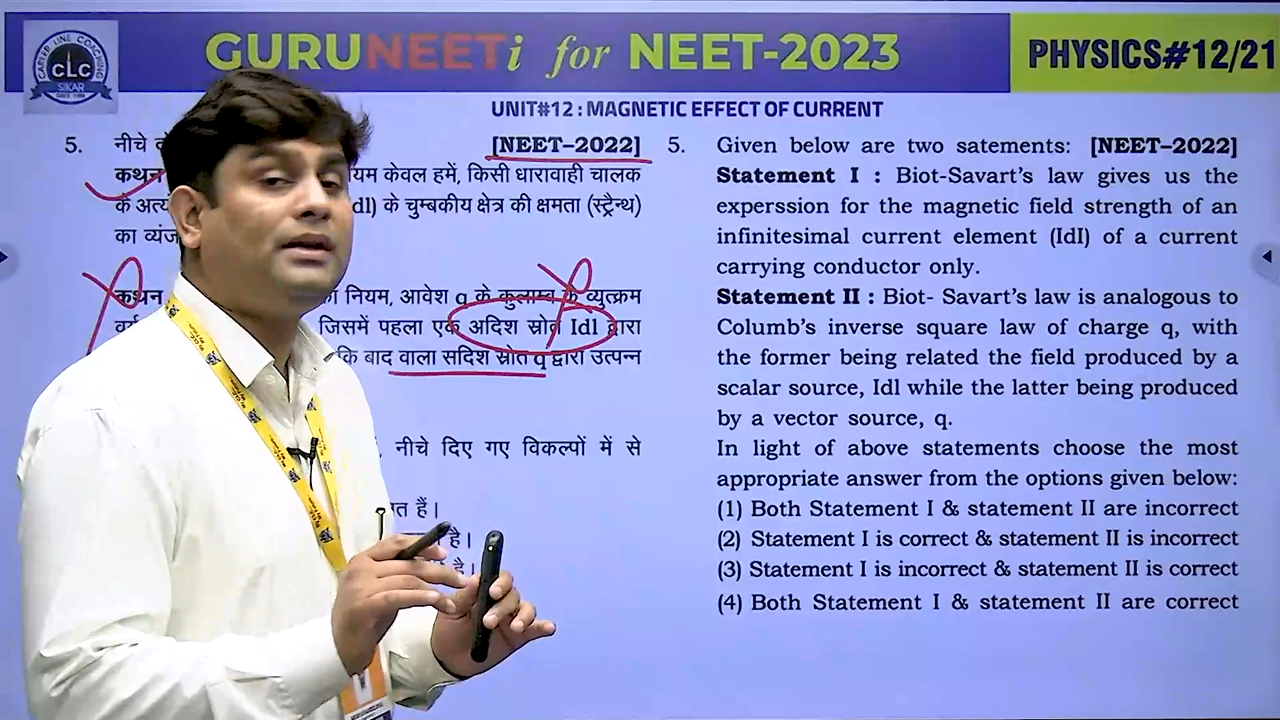 CAREER LINE COACHING
CLC
SIKAR
GURUNEETi for NEET-2023
PHYSICS#12/21
UNIT#12 : MAGNETIC EFFECT OF CURRENT
5. नीचे [NEET–2022]
कथन केवल हमें, किसी धारावाही चालक
के (dl) के चुम्बकीय क्षेत्र की क्षमता (स्ट्रैन्थ)
का
कथन नियम, आवेश q के कुलाम्ब के व्युत्क्रम
जिसमें पहला एक अदिश स्रोत Idl द्वारा
कि बाद वाला सदिश स्रोत q द्वारा उत्पन्न
नीचे दिए गए विकल्पों में से
हैं।
है।
है।
5. Given below are two satements: [NEET–2022]
Statement I : Biot-Savart’s law gives us the
experssion for the magnetic field strength of an
infinitesimal current element (IdI) of a current
carrying conductor only.
Statement II : Biot- Savart’s law is analogous to
Columb’s inverse square law of charge q, with
the former being related the field produced by a
scalar source, Idl while the latter being produced
by a vector source, q.
In light of above statements choose the most
appropriate answer from the options given below:
(1) Both Statement I & statement II are incorrect
(2) Statement I is correct & statement II is incorrect
(3) Statement I is incorrect & statement II is correct
(4) Both Statement I & statement II are correct